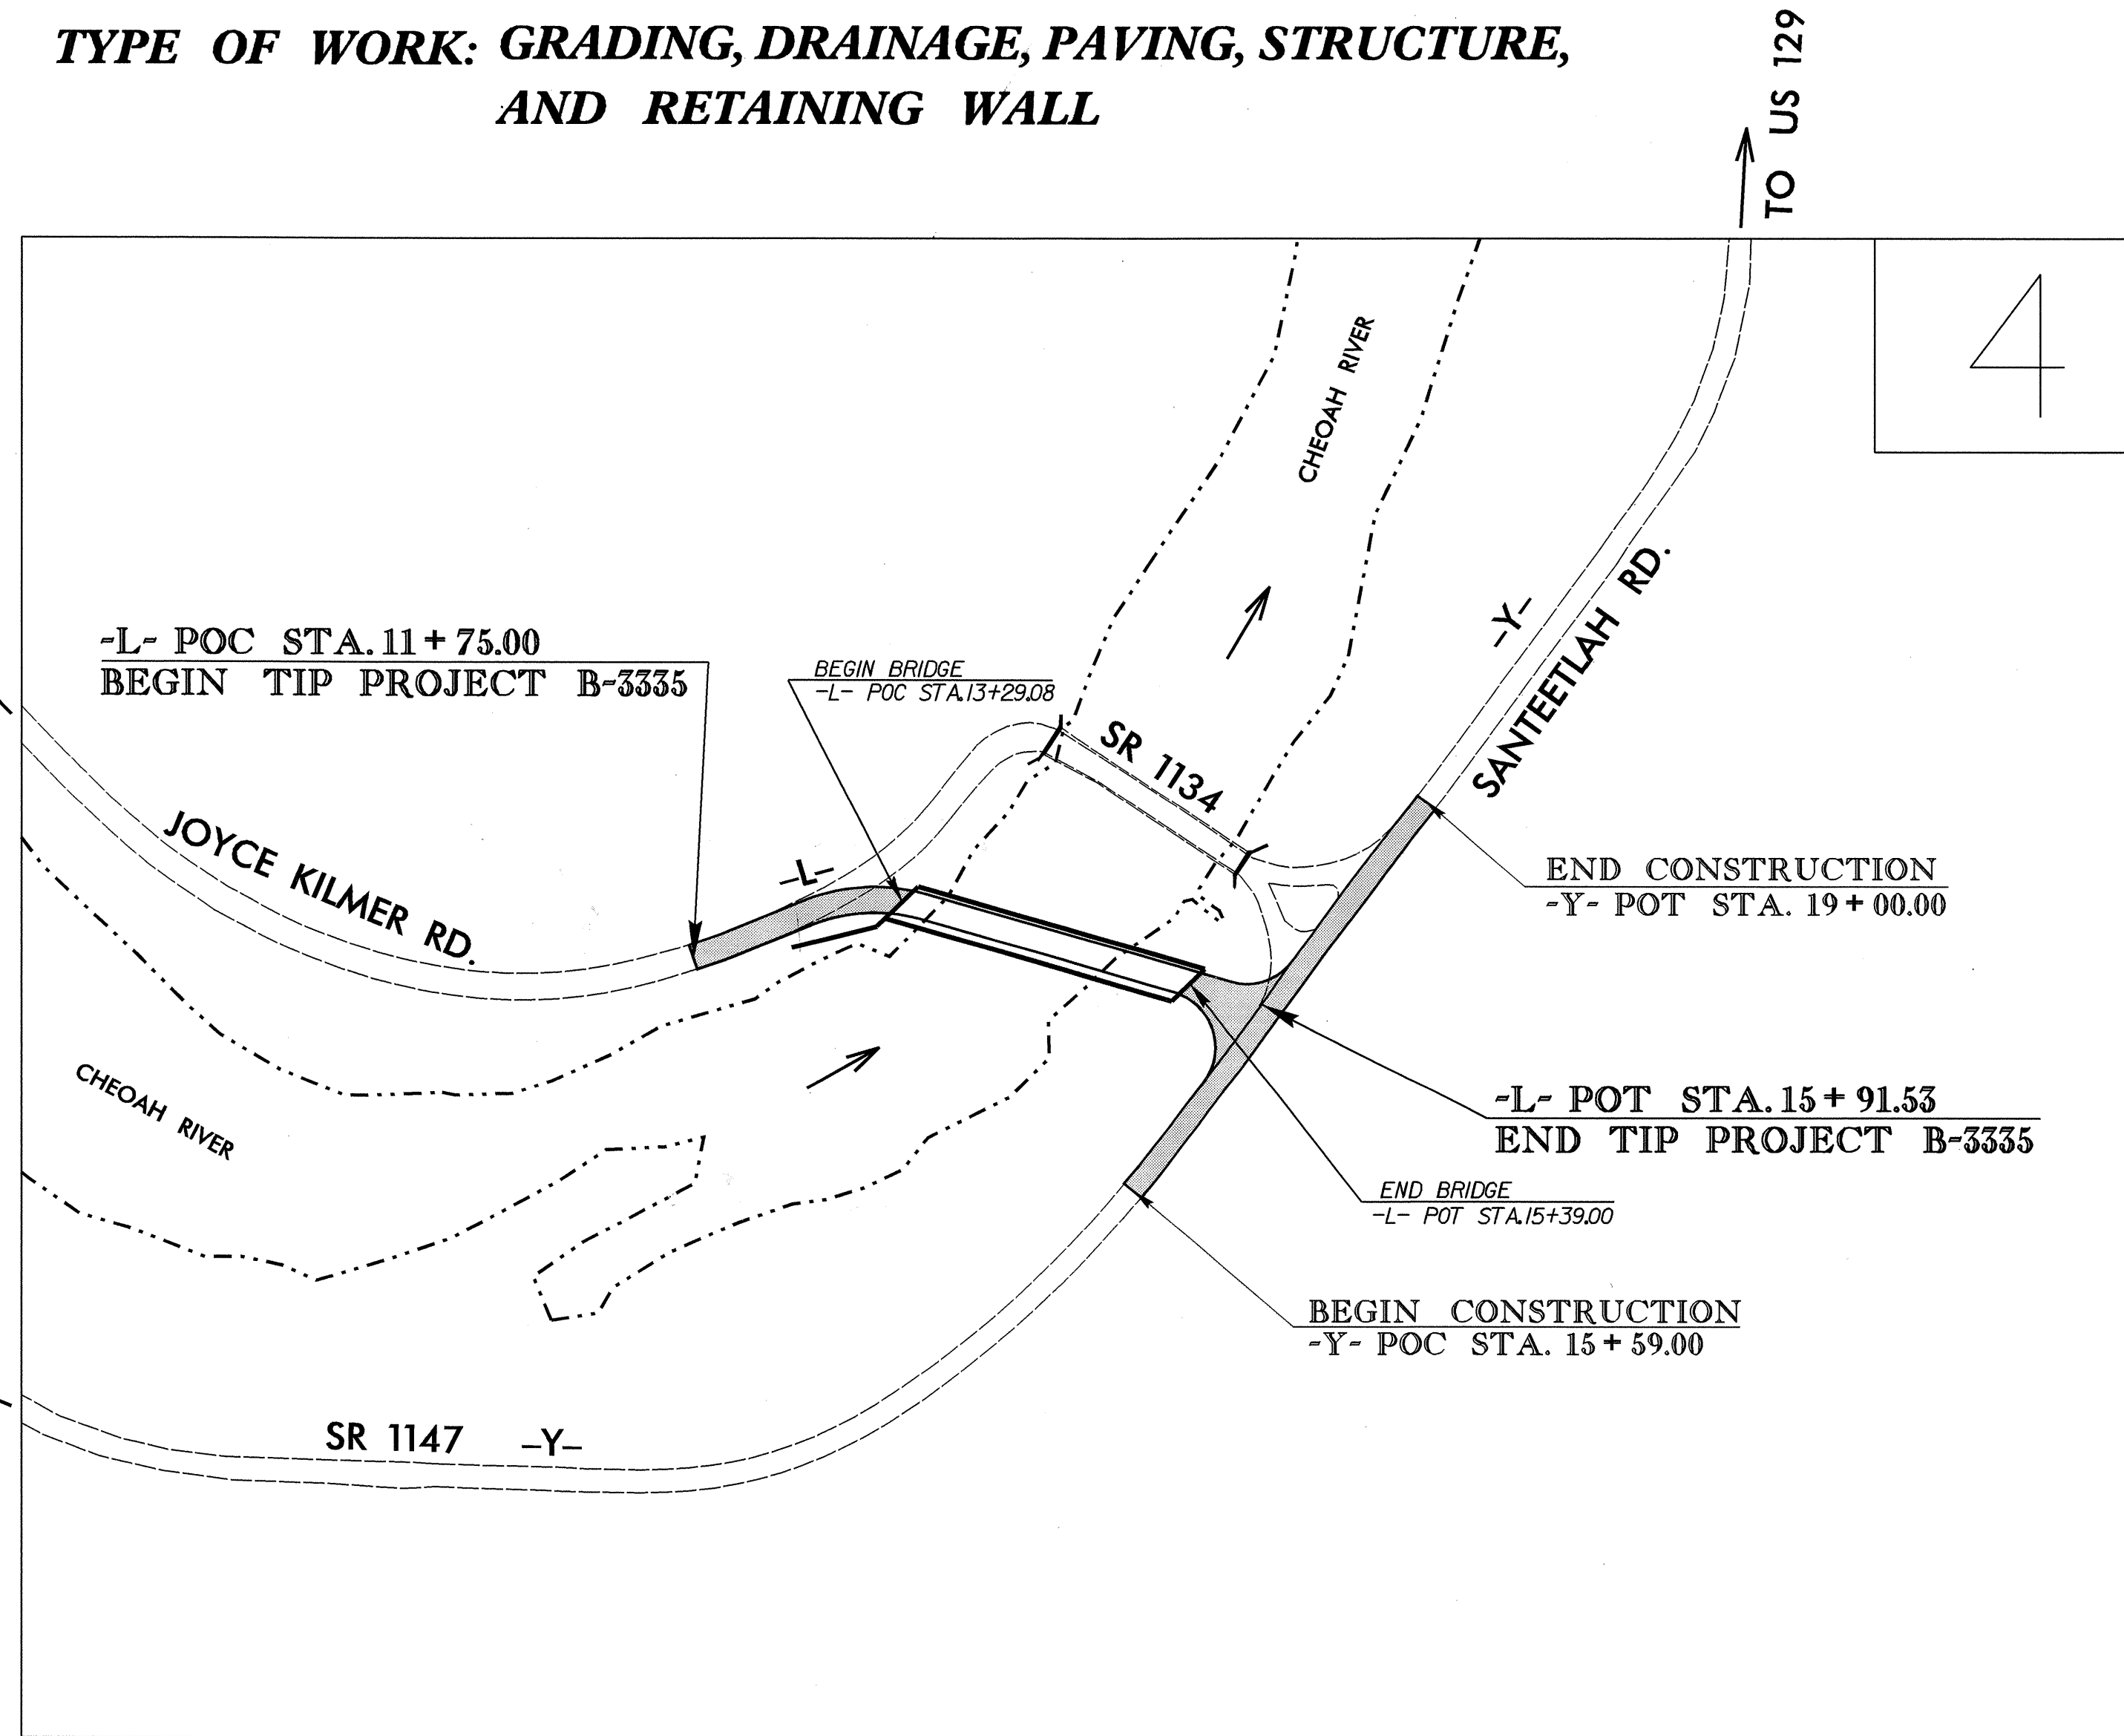 TYPE OF WORK: GRADING, DRAINAGE, PAVING, STRUCTURE,
AND RETAINING WALL
TO US 129
4
CHEOAH RIVER
-L- POC STA. 11+75.00
BEGIN TIP PROJECT B-3335
BEGIN BRIDGE
-L- POC STA.13+29.08
-Y-
SANTEETLAH RD.
SR 1134
JOYCE KILMER RD.
-L-
END CONSTRUCTION
-Y- POT STA. 19+00.00
CHEOAH RIVER
-L- POT STA. 15+91.53
END TIP PROJECT B-3335
END BRIDGE
-L- POT STA.15+39.00
BEGIN CONSTRUCTION
-Y- POC STA. 15+59.00
SR 1147 -Y-